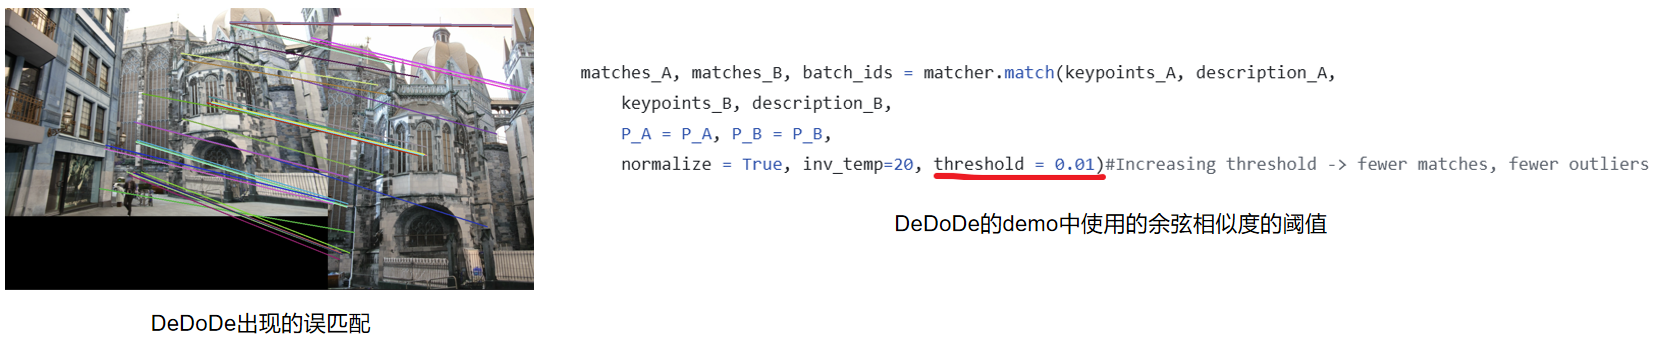 matches_A, matches_B, batch_ids = matcher.match(keypoints_A, description_A,
keypoints_B, description_B,
P_A = P_A, P_B = P_B,
normalize = True, inv_temp=20, threshold = 0.01)#Increasing threshold -> fewer matches, fewer outliers
DeDoDe的demo中使用的余弦相似度的阈值
DeDoDe出现的误匹配